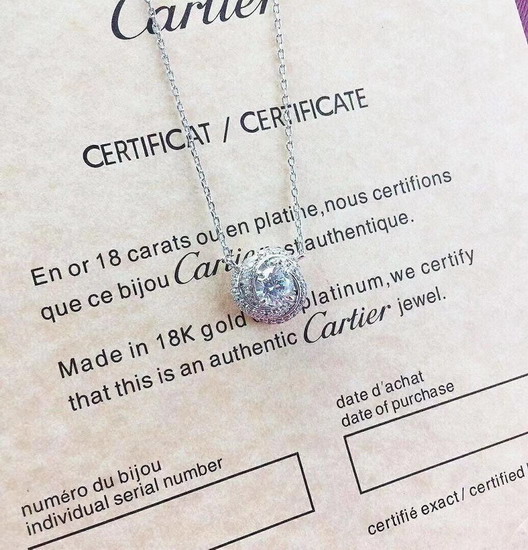 Cartier
CERTIFICAT / CERTIFICATE
En or 18 carats ou en platine,nous certifions
que ce bijou Cartier est authentique.
Made in 18K gold platinum,we certify
that this is an authentic Cartier jewel.
date d'achat
date of purchase
numéro du bijou
individual serial number
certifié exact / certified